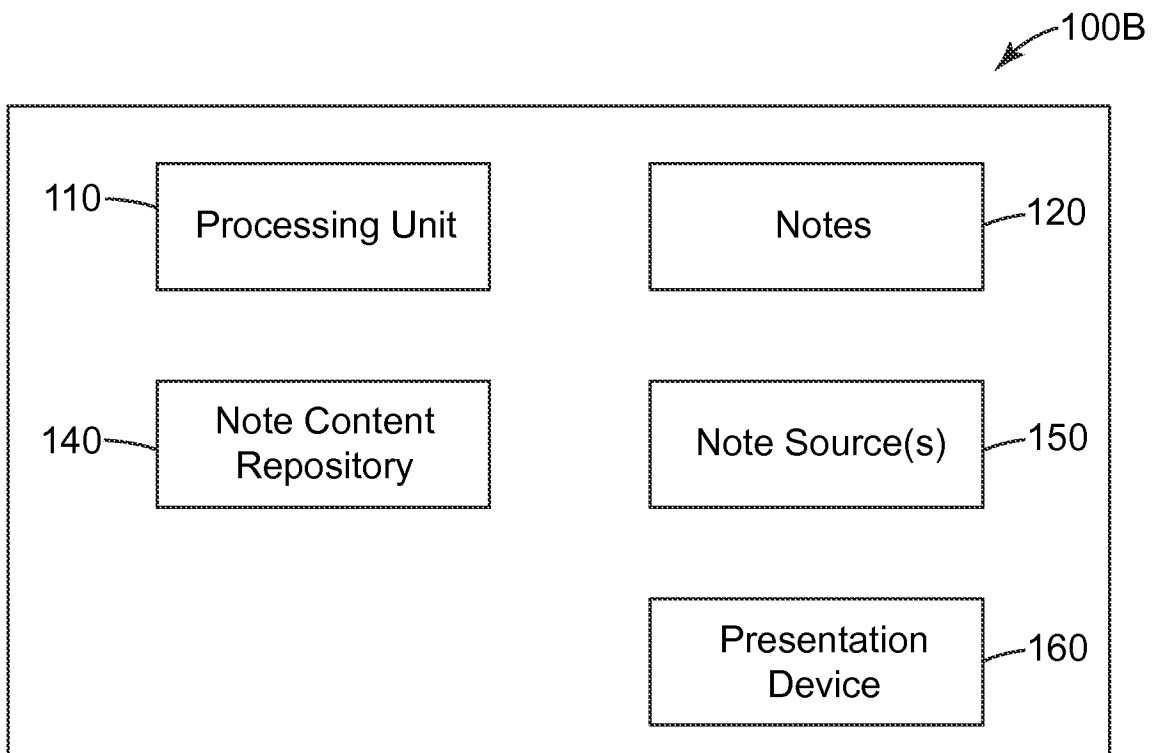 100B
110
Processing Unit
Notes
120
140
Note Content
Repository
Note Source(s)
150
Presentation
Device
160